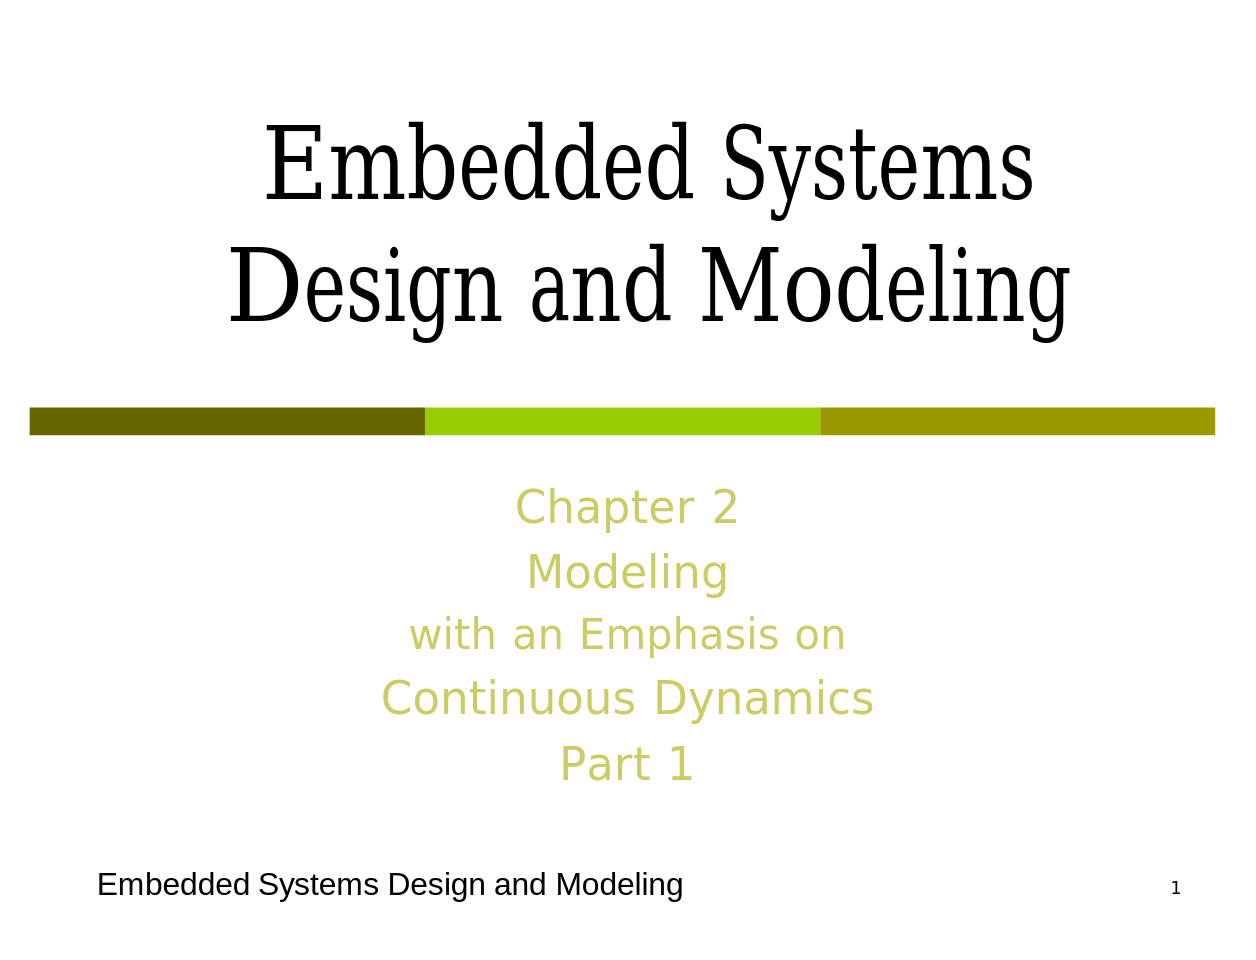 Embedded Systems
Design and Modeling
Chapter 2
Modeling
with an Emphasis on
Continuous Dynamics
Part 1
Embedded Systems Design and Modeling
1